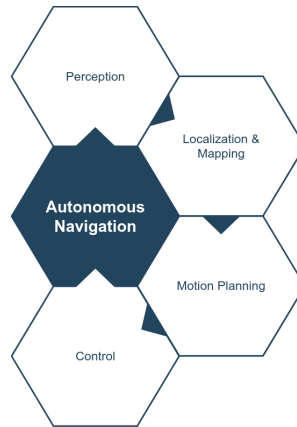 Perception
Localization &
Mapping
Autonomous
Navigation
Motion Planning
Control